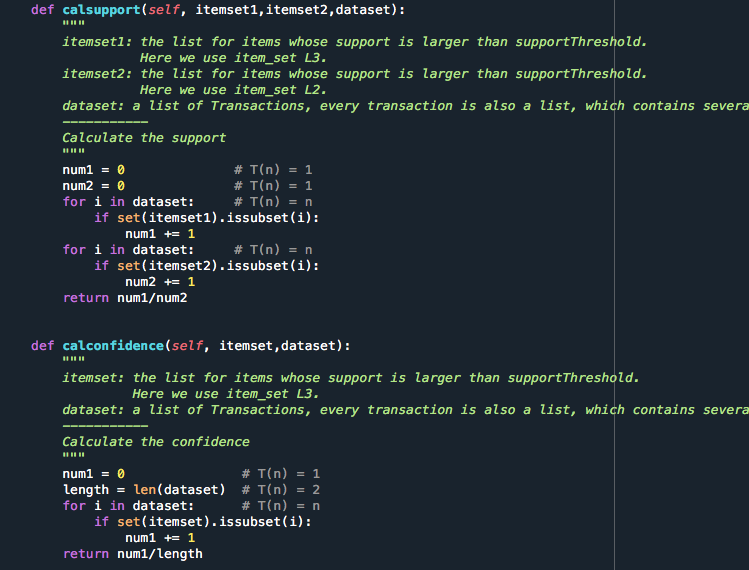 def calsupport(self, itemset1,itemset2,dataset):
"""
itemset1: the list for items whose support is larger than supportThreshold.
Here we use item_set L3.
itemset2: the list for items whose support is larger than supportThreshold.
Here we use item_set L2.
dataset: a list of Transactions, every transaction is also a list, which contains severa
-----------
Calculate the support
"""
num1 = 0 # T(n) = 1
num2 = 0 # T(n) = 1
for i in dataset: # T(n) = n
if set(itemset1).issubset(i):
num1 += 1
for i in dataset: # T(n) = n
if set(itemset2).issubset(i):
num2 += 1
return num1/num2
def calconfidence(self, itemset,dataset):
"""
itemset: the list for items whose support is larger than supportThreshold.
Here we use item_set L3.
dataset: a list of Transactions, every transaction is also a list, which contains severa
-----------
Calculate the confidence
"""
num1 = 0 # T(n) = 1
length = len(dataset) # T(n) = 2
for i in dataset: # T(n) = n
if set(itemset).issubset(i):
num1 += 1
return num1/length